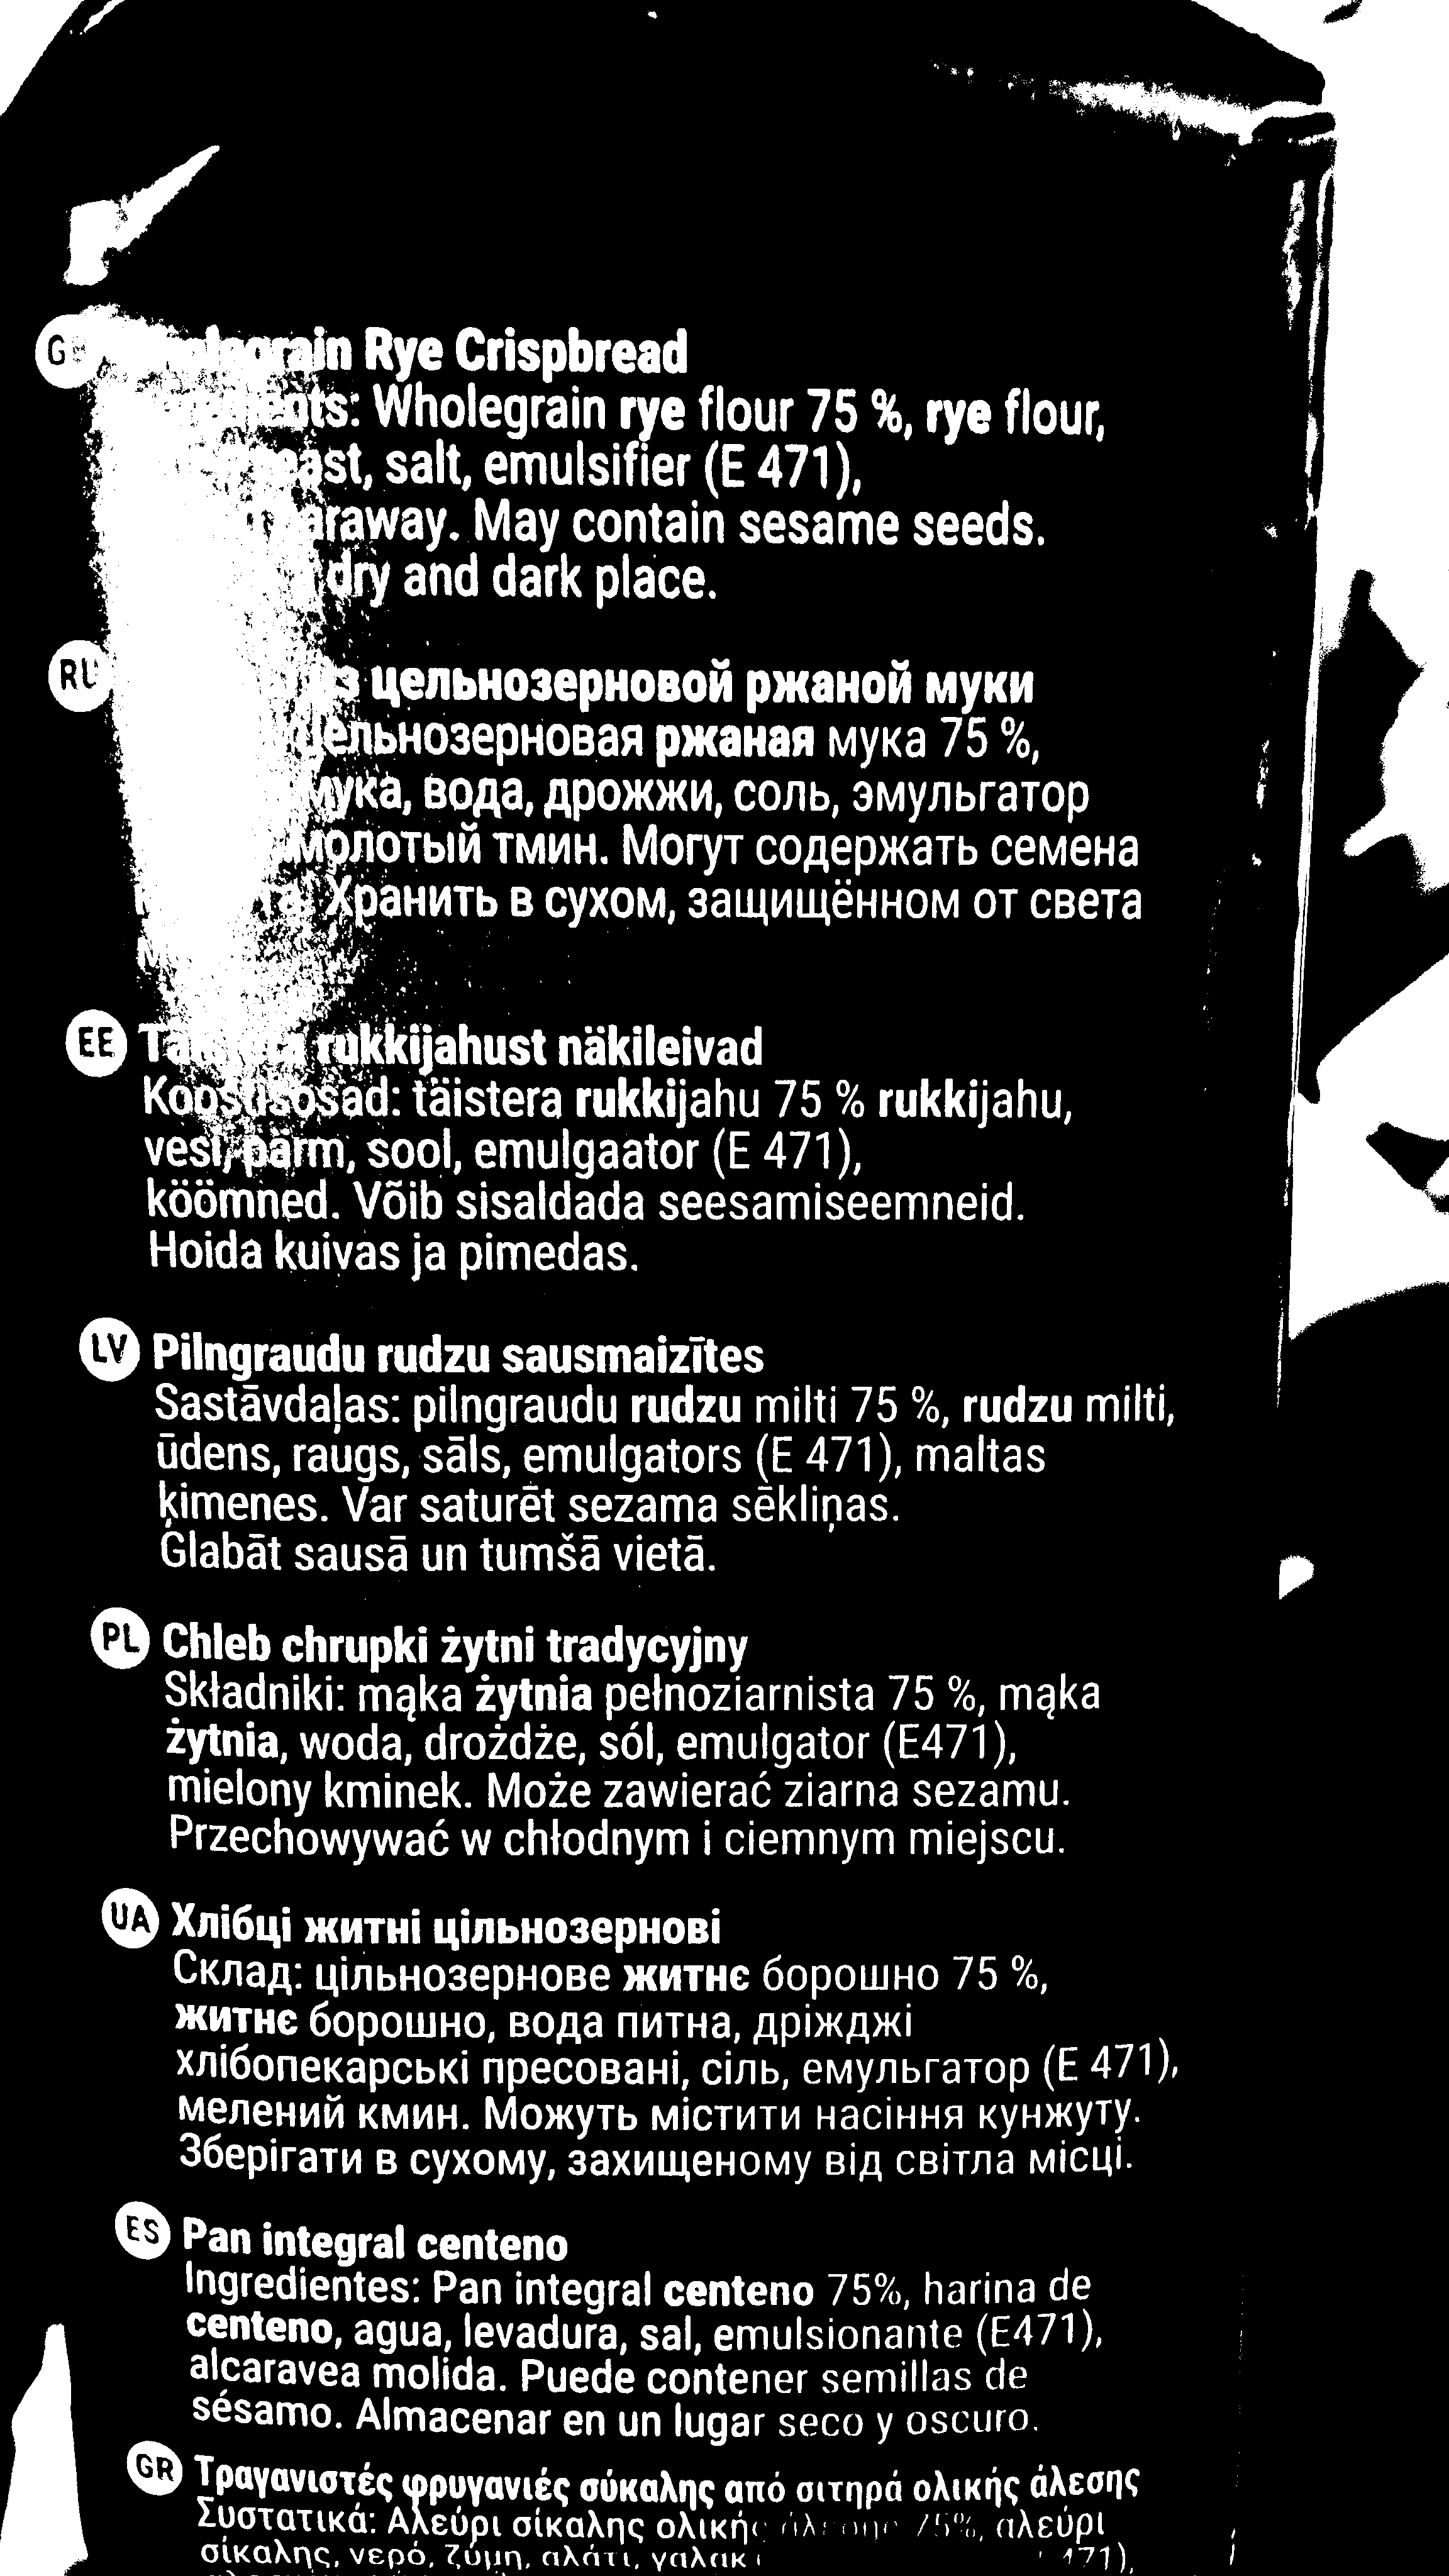 Rye Crispbread
Wholegrain rye flour 75 %, rye flour,
salt, emulsifier (E 471),
May contain sesame seeds.
dry and dark place.
RU
цельнозерновой ржаной муки
цельнозерновая ржаная мука 75 %,
мука, вода, дрожжи, соль, эмульгатор
молотый тмин. Могут содержать семена
Хранить в сухом, защищённом от света
EE rukkijahust näkileivad
Koostisosad: täistera rukkijahu 75 % rukkijahu,
vesi, pärm, sool, emulgaator (E 471),
köömned. Võib sisaldada seesamiseemneid.
Hoida kuivas ja pimedas.
LV Pilngraudu rudzu sausmaizītes
Sastāvdaļas: pilngraudu rudzu milti 75 %, rudzu milti,
ūdens, raugs, sāls, emulgators (E 471), maltas
ķimenes. Var saturēt sezama sēkliņas.
Glabāt sausā un tumšā vietā.
PL Chleb chrupki żytni tradycyjny
Składniki: mąka żytnia pełnoziarnista 75 %, mąka
żytnia, woda, drożdże, sól, emulgator (E471),
mielony kminek. Może zawierać ziarna sezamu.
Przechowywać w chłodnym i ciemnym miejscu.
UA Хлібці житні цільнозернові
Склад: цільнозернове житнє борошно 75 %,
житнє борошно, вода питна, дріжджі
хлібопекарські пресовані, сіль, емульгатор (E 471),
мелений кмин. Можуть містити насіння кунжуту.
Зберігати в сухому, захищеному від світла місці.
ES Pan integral centeno
Ingredientes: Pan integral centeno 75%, harina de
centeno, agua, levadura, sal, emulsionante (E471),
alcaravea molida. Puede contener semillas de
sésamo. Almacenar en un lugar seco y oscuro.
GR Τραγανιστές φρυγανιές σύκαλης από σιτηρά ολικής άλεσης
Συστατικά: Αλεύρι σίκαλης ολικής άλεσης 75%, αλεύρι
σίκαλης, νερό, ζύμη, αλάτι, 471),